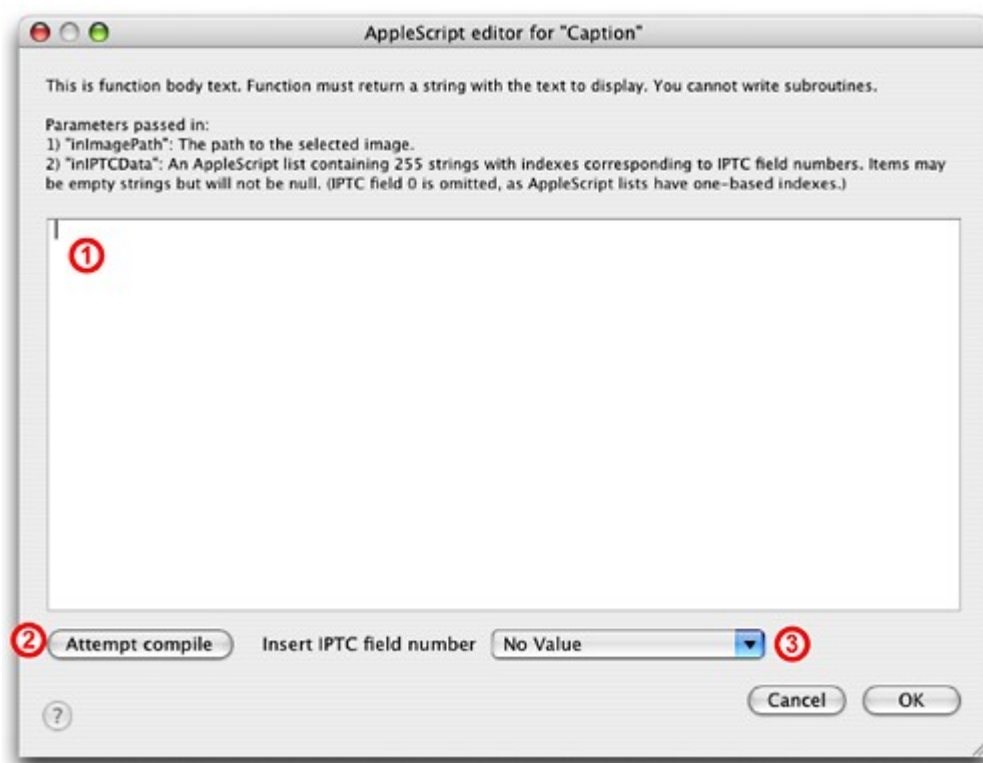 AppleScript editor for "Caption"
This is function body text. Function must return a string with the text to display. You cannot write subroutines.
Parameters passed in:
1) "inImagePath": The path to the selected image.
2) "inIPTCData": An AppleScript list containing 255 strings with indexes corresponding to IPTC field numbers. Items may
be empty strings but will not be null. (IPTC field 0 is omitted, as AppleScript lists have one-based indexes.)
1
2 Attempt compile Insert IPTC field number No Value 3
Cancel OK
?